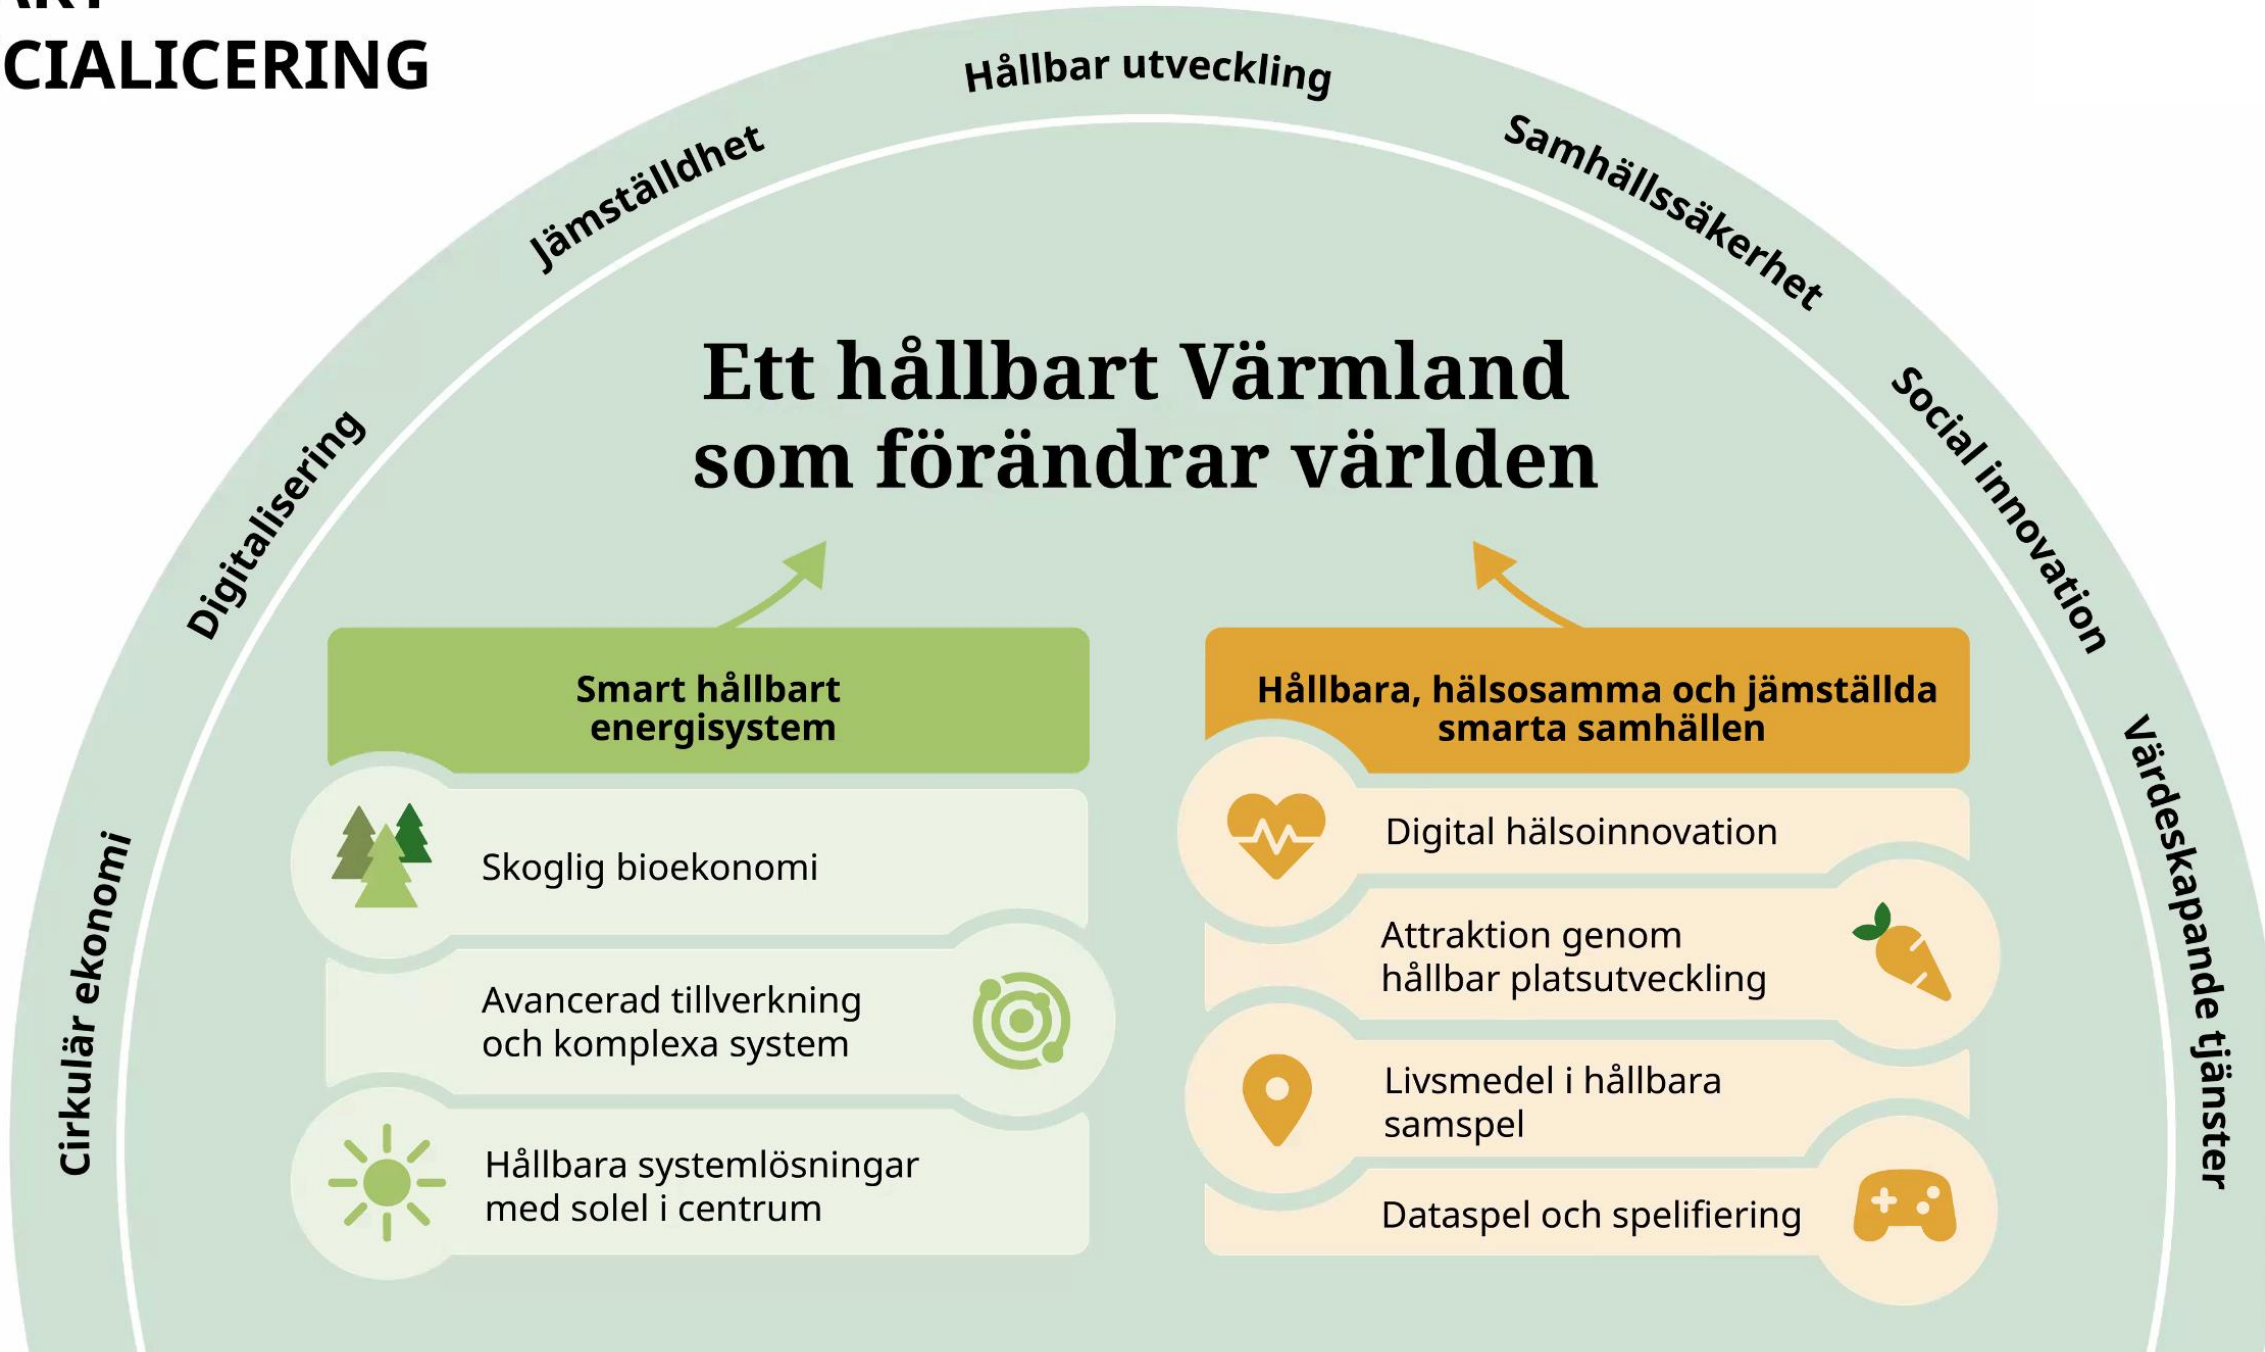 CIALICERING
Hållbar utveckling
Jämställdhet
Samhällssäkerhet
Digitalisering
Social innovation
Cirkulär ekonomi
Värdeskapande tjänster
Ett hållbart Värmland
som förändrar världen
Smart hållbart
energisystem
Skoglig bioekonomi
Avancerad tillverkning
och komplexa system
Hållbara systemlösningar
med solel i centrum
Hållbara, hälsosamma och jämställda
smarta samhällen
Digital hälsoinnovation
Attraktion genom
hållbar platsutveckling
Livsmedel i hållbara
samspel
Dataspel och spelifiering